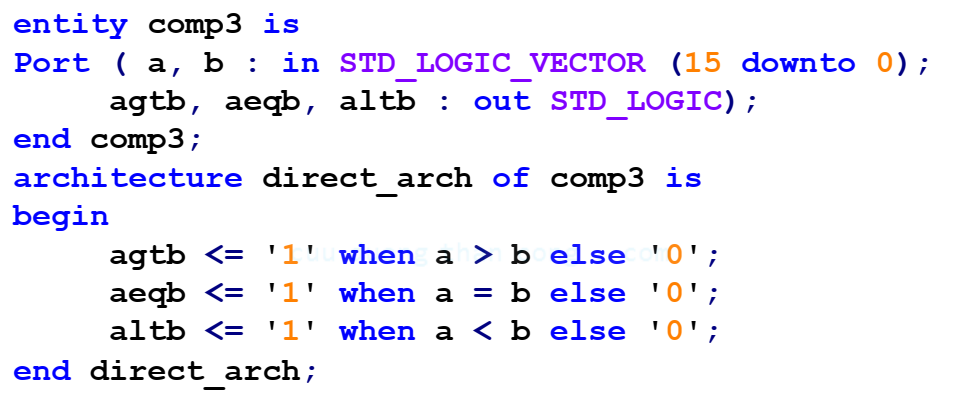 entity comp3 is
Port ( a, b : in STD_LOGIC_VECTOR (15 downto 0);
agtb, aeqb, altb : out STD_LOGIC);
end comp3;
architecture direct_arch of comp3 is
begin
agtb <= '1' when a > b else '0';
aeqb <= '1' when a = b else '0';
altb <= '1' when a < b else '0';
end direct_arch;